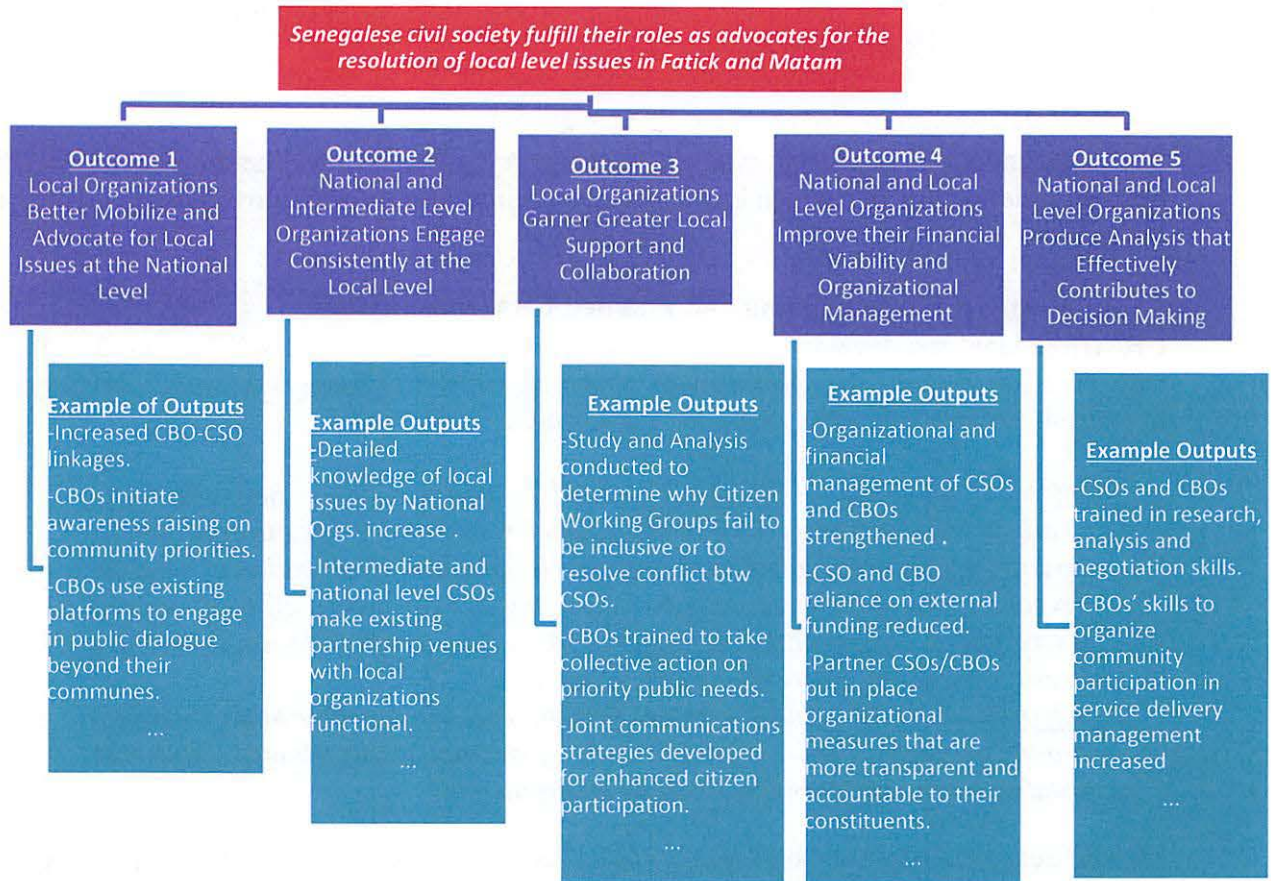 Senegalese civil society fulfill their roles as advocates for the
resolution of local level issues in Fatick and Matam
Outcome 1
Local Organizations
Better Mobilize and
Advocate for Local
Issues at the National
Level
Outcome 2
National and
Intermediate Level
Organizations Engage
Consistently at the
Local Level
Outcome 3
Local Organizations
Garner Greater Local
Support and
Collaboration
Outcome 4
National and Local
Level Organizations
Improve their Financial
Viability and
Organizational
Management
Outcome 5
National and Local
Level Organizations
Produce Analysis that
Effectively
Contributes to
Decision Making
Example of Outputs
-Increased CBO-CSO
linkages.
-CBOs initiate
awareness raising on
community priorities.
-CBOs use existing
platforms to engage
in public dialogue
beyond their
communes.
...
Example Outputs
-Detailed
knowledge of local
issues by National
Orgs. increase .
-Intermediate and
national level CSOs
make existing
partnership venues
with local
organizations
functional.
...
Example Outputs
-Study and Analysis
conducted to
determine why Citizen
Working Groups fail to
be inclusive or to
resolve conflict btw
CSOs.
-CBOs trained to take
collective action on
priority public needs.
-Joint communications
strategies developed
for enhanced citizen
participation.
...
Example Outputs
-Organizational and
financial
management of CSOs
and CBOs
strengthened .
-CSO and CBO
reliance on external
funding reduced.
-Partner CSOs/CBOs
put in place
organizational
measures that are
more transparent and
accountable to their
constituents.
...
Example Outputs
-CSOs and CBOs
trained in research,
analysis and
negotiation skills.
-CBOs' skills to
organize
community
participation in
service delivery
management
increased
...